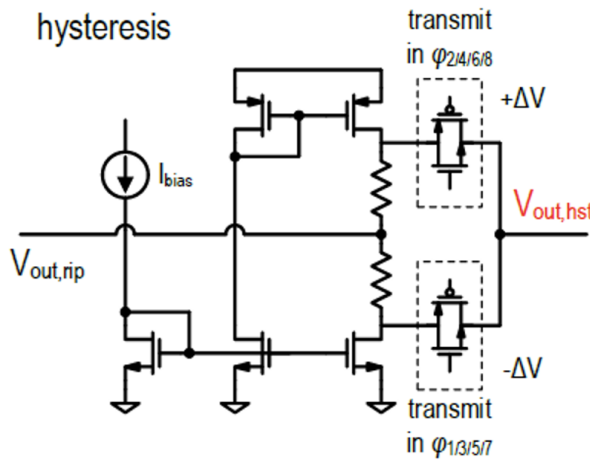 hysteresis
transmit
in φ2/4/6/8
+ΔV
Ibias
Vout,hst
Vout,rip
-ΔV
transmit
in φ1/3/5/7